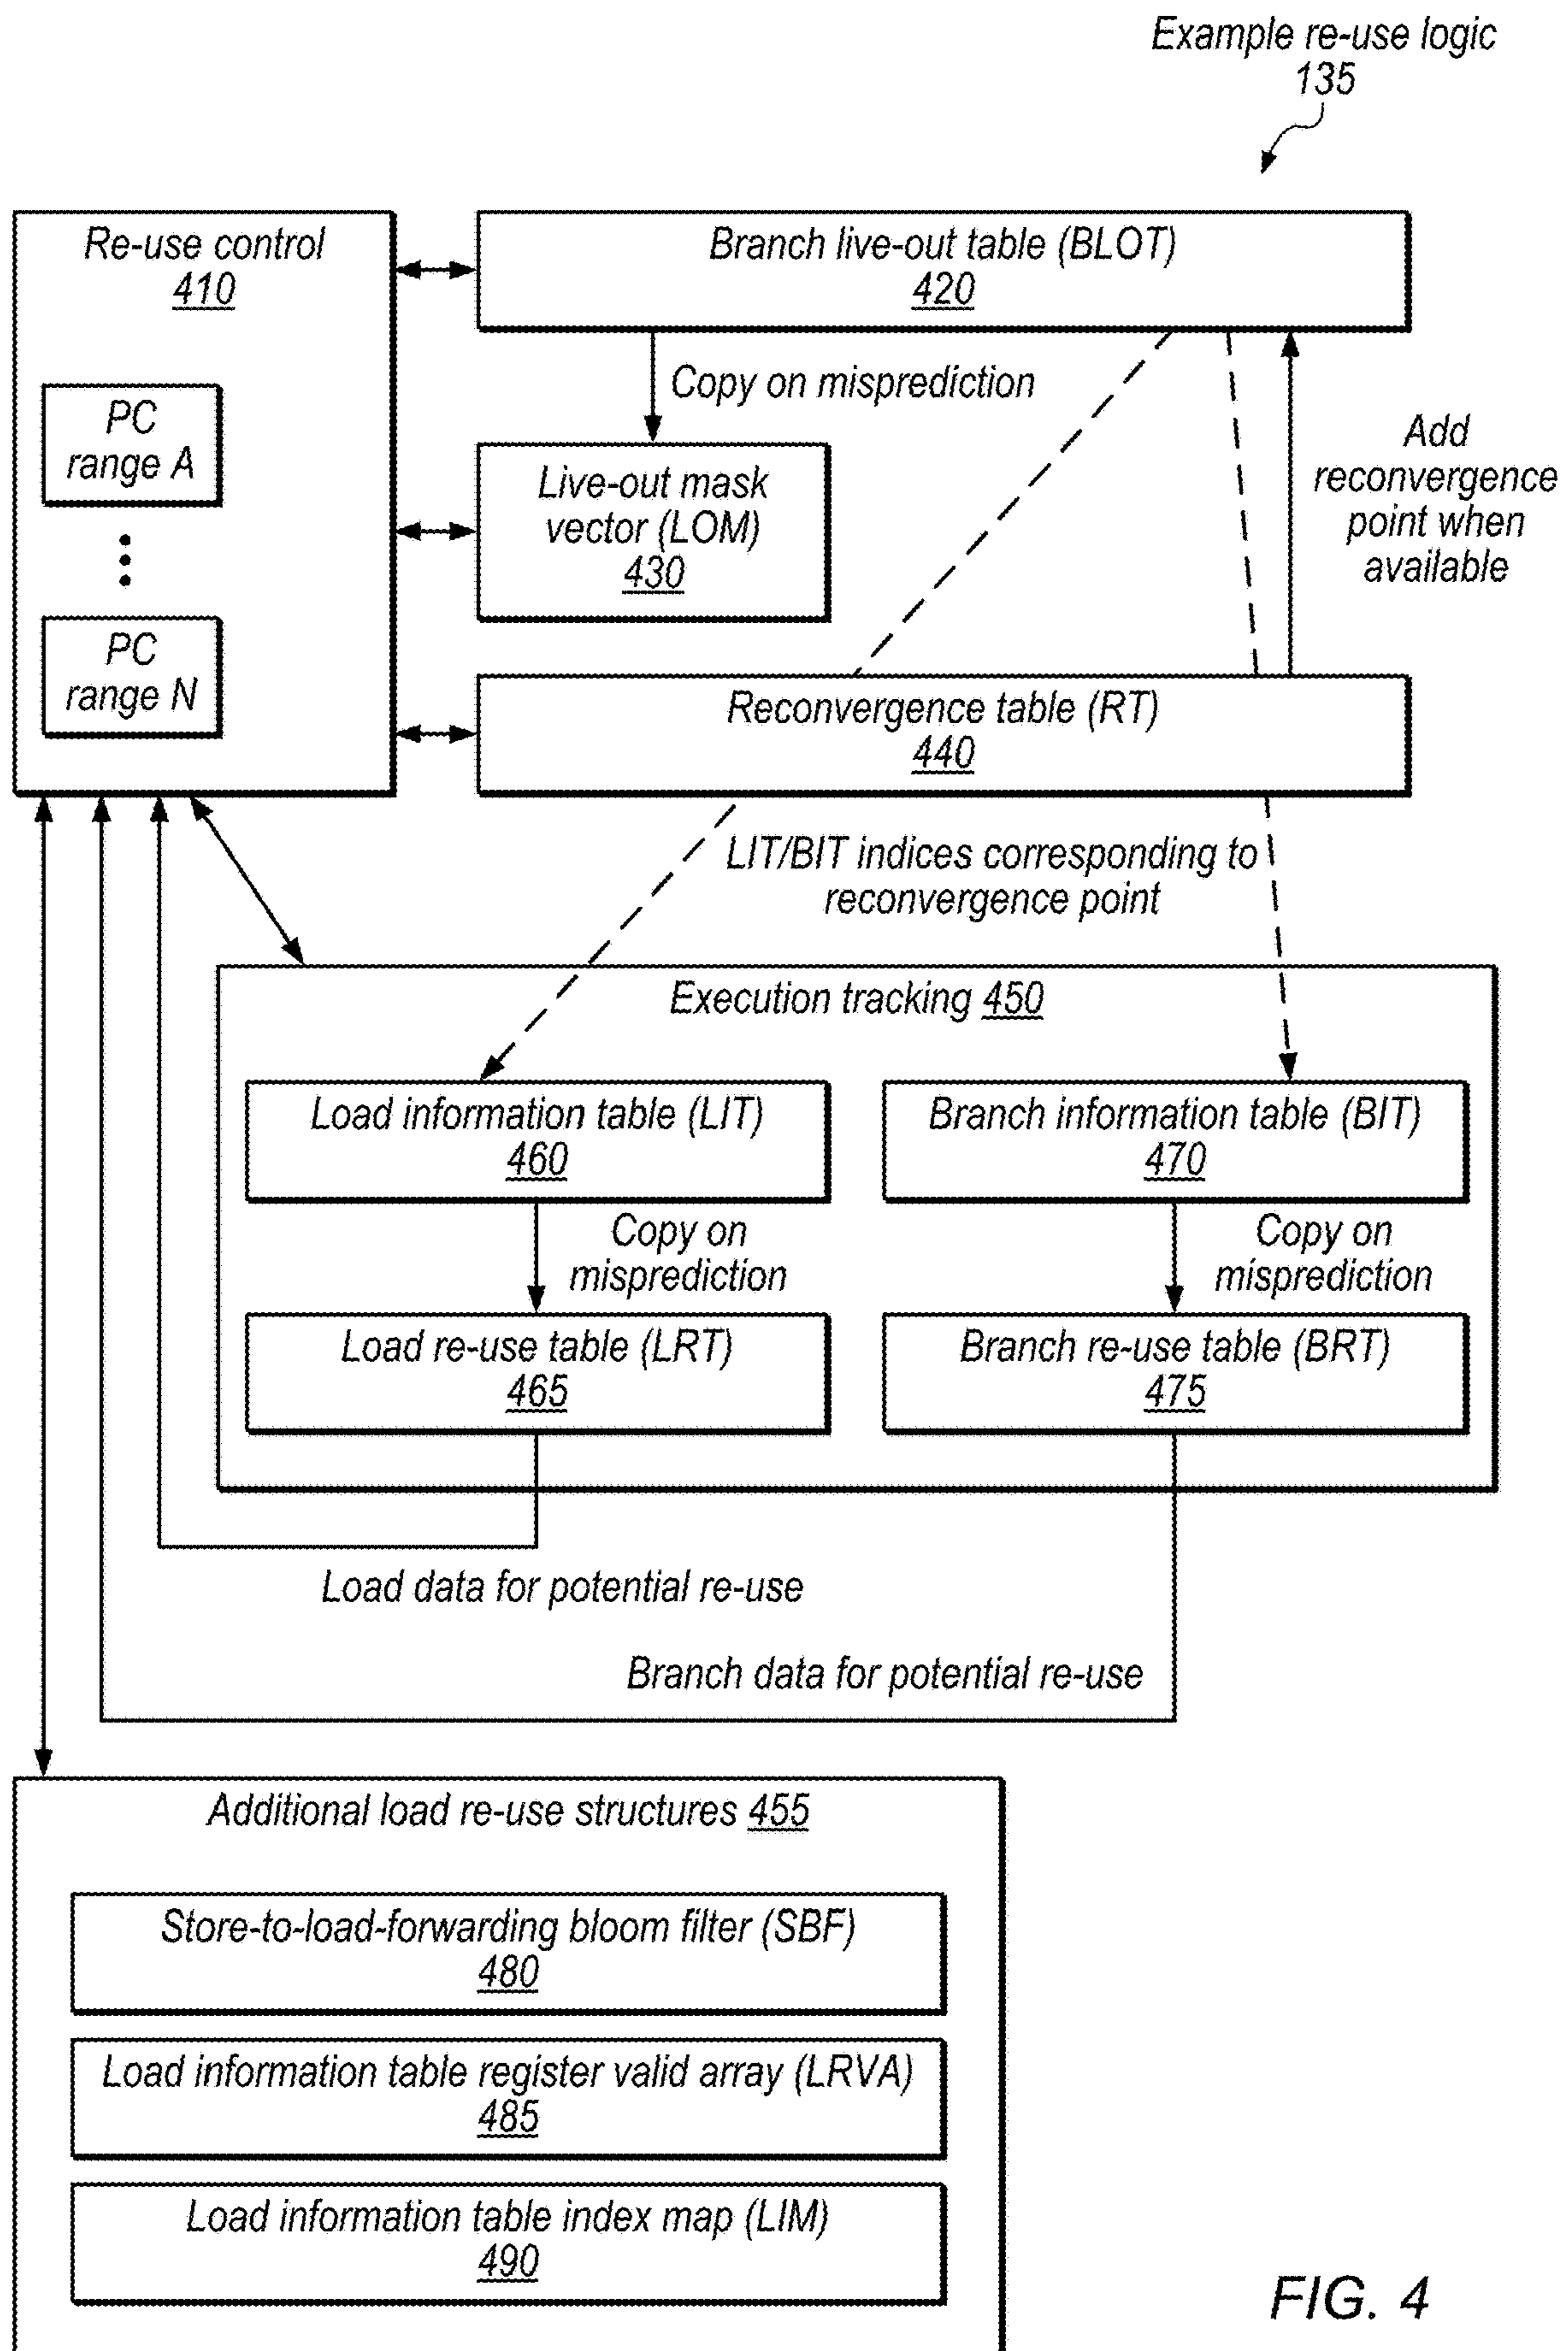 Example re-use logic
135
Re-use control
410
PC
range A
PC
range N
Branch live-out table (BLOT)
420
Copy on misprediction
Live-out mask
vector (LOM)
430
Add
reconvergence
point when
available
Reconvergence table (RT)
440
LIT/BIT indices corresponding to
reconvergence point
Execution tracking 450
Load information table (LIT)
460
Branch information table (BIT)
470
Copy on
misprediction
Copy on
misprediction
Load re-use table (LRT)
465
Branch re-use table (BRT)
475
Load data for potential re-use
Branch data for potential re-use
Additional load re-use structures 455
Store-to-load-forwarding bloom filter (SBF)
480
Load information table register valid array (LRVA)
485
Load information table index map (LIM)
490
FIG. 4